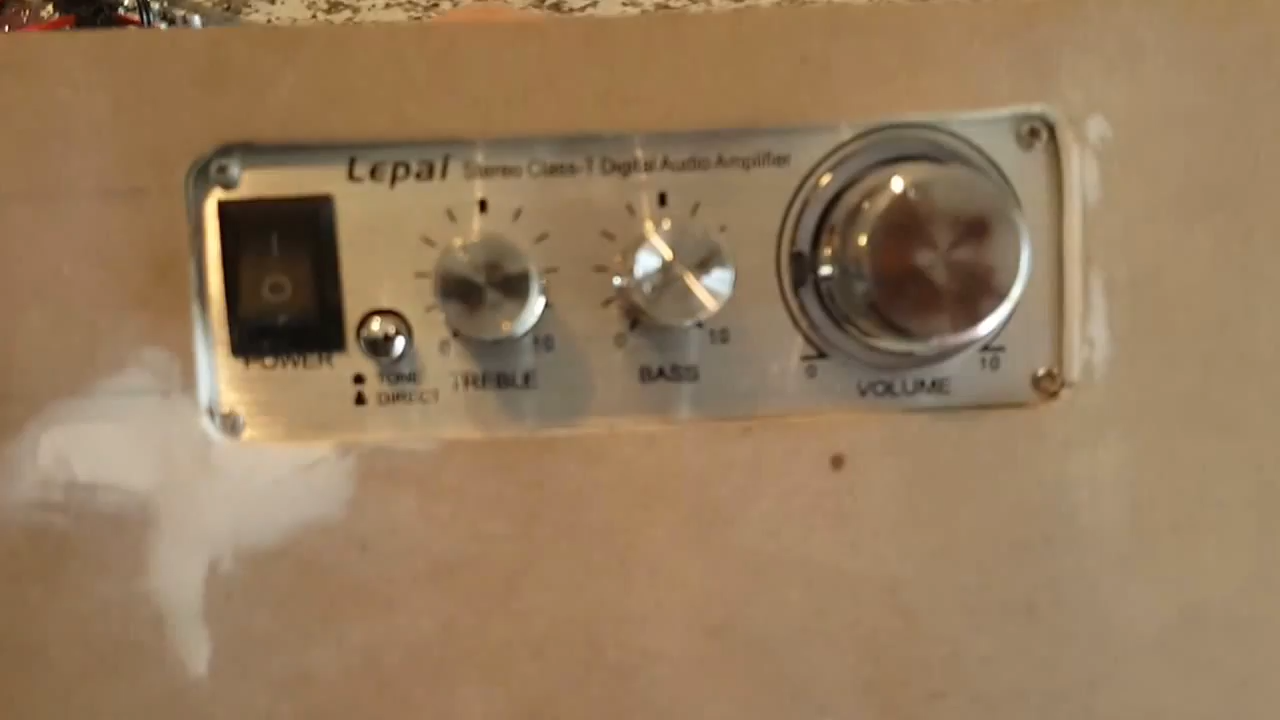 Lepai Stereo Class-T Digital Audio Amplifier
POWER
TONE
DIRECT
0 10
TREBLE
0 10
BASS
0 10
VOLUME